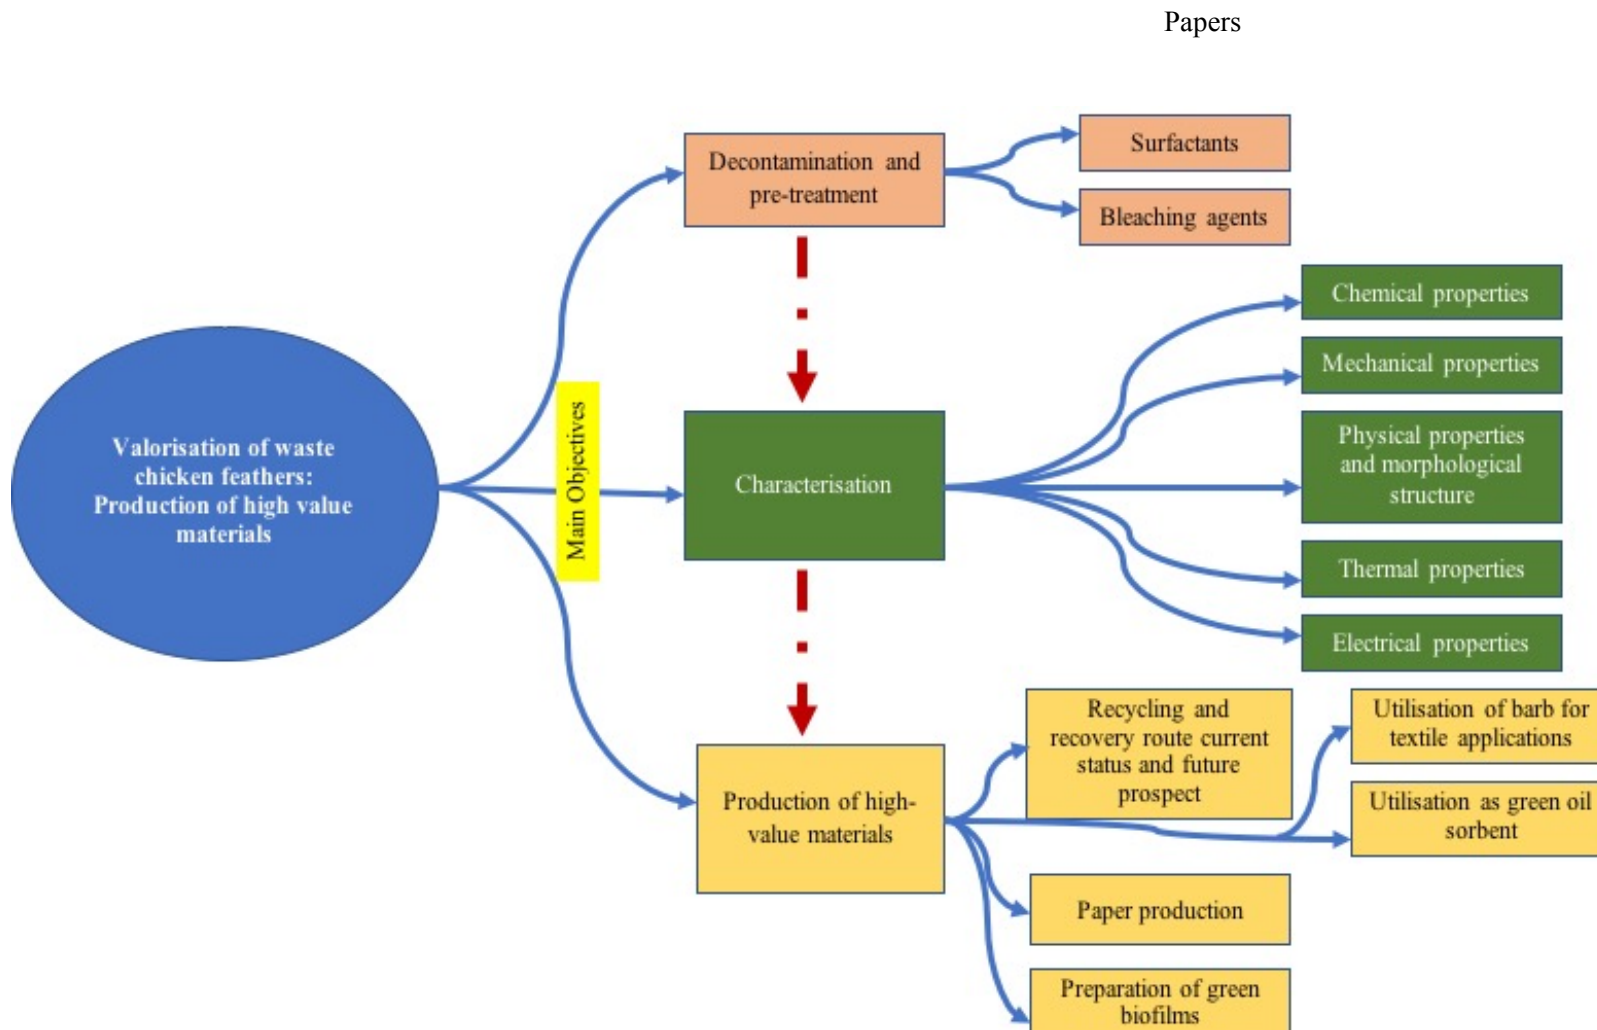 Papers
Decontamination and
pre-treatment
Surfactants
Bleaching agents
Valorisation of waste
chicken feathers:
Production of high value
materials
Main Objectives
Characterisation
Chemical properties
Mechanical properties
Physical properties
and morphological
structure
Thermal properties
Electrical properties
Production of high-
value materials
Recycling and
recovery route current
status and future
prospect
Utilisation of barb for
textile applications
Utilisation as green oil
sorbent
Paper production
Preparation of green
biofilms